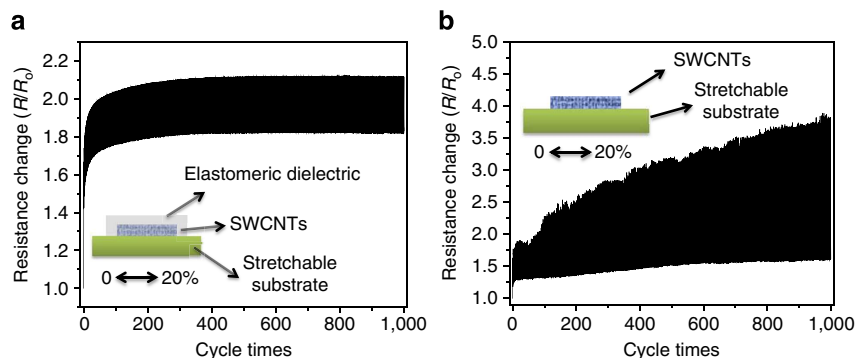 a
2.2
2.0
1.8
1.6
1.4
1.2
1.0
Resistance change (R/Ro)
Elastomeric dielectric
SWCNTs
Stretchable
substrate
0 20%
0 200 400 600 800 1,000
Cycle times
b
5.0
4.5
4.0
3.5
3.0
2.5
2.0
1.5
1.0
Resistance change (R/Ro)
SWCNTs
Stretchable
substrate
0 20%
0 200 400 600 800 1,000
Cycle times